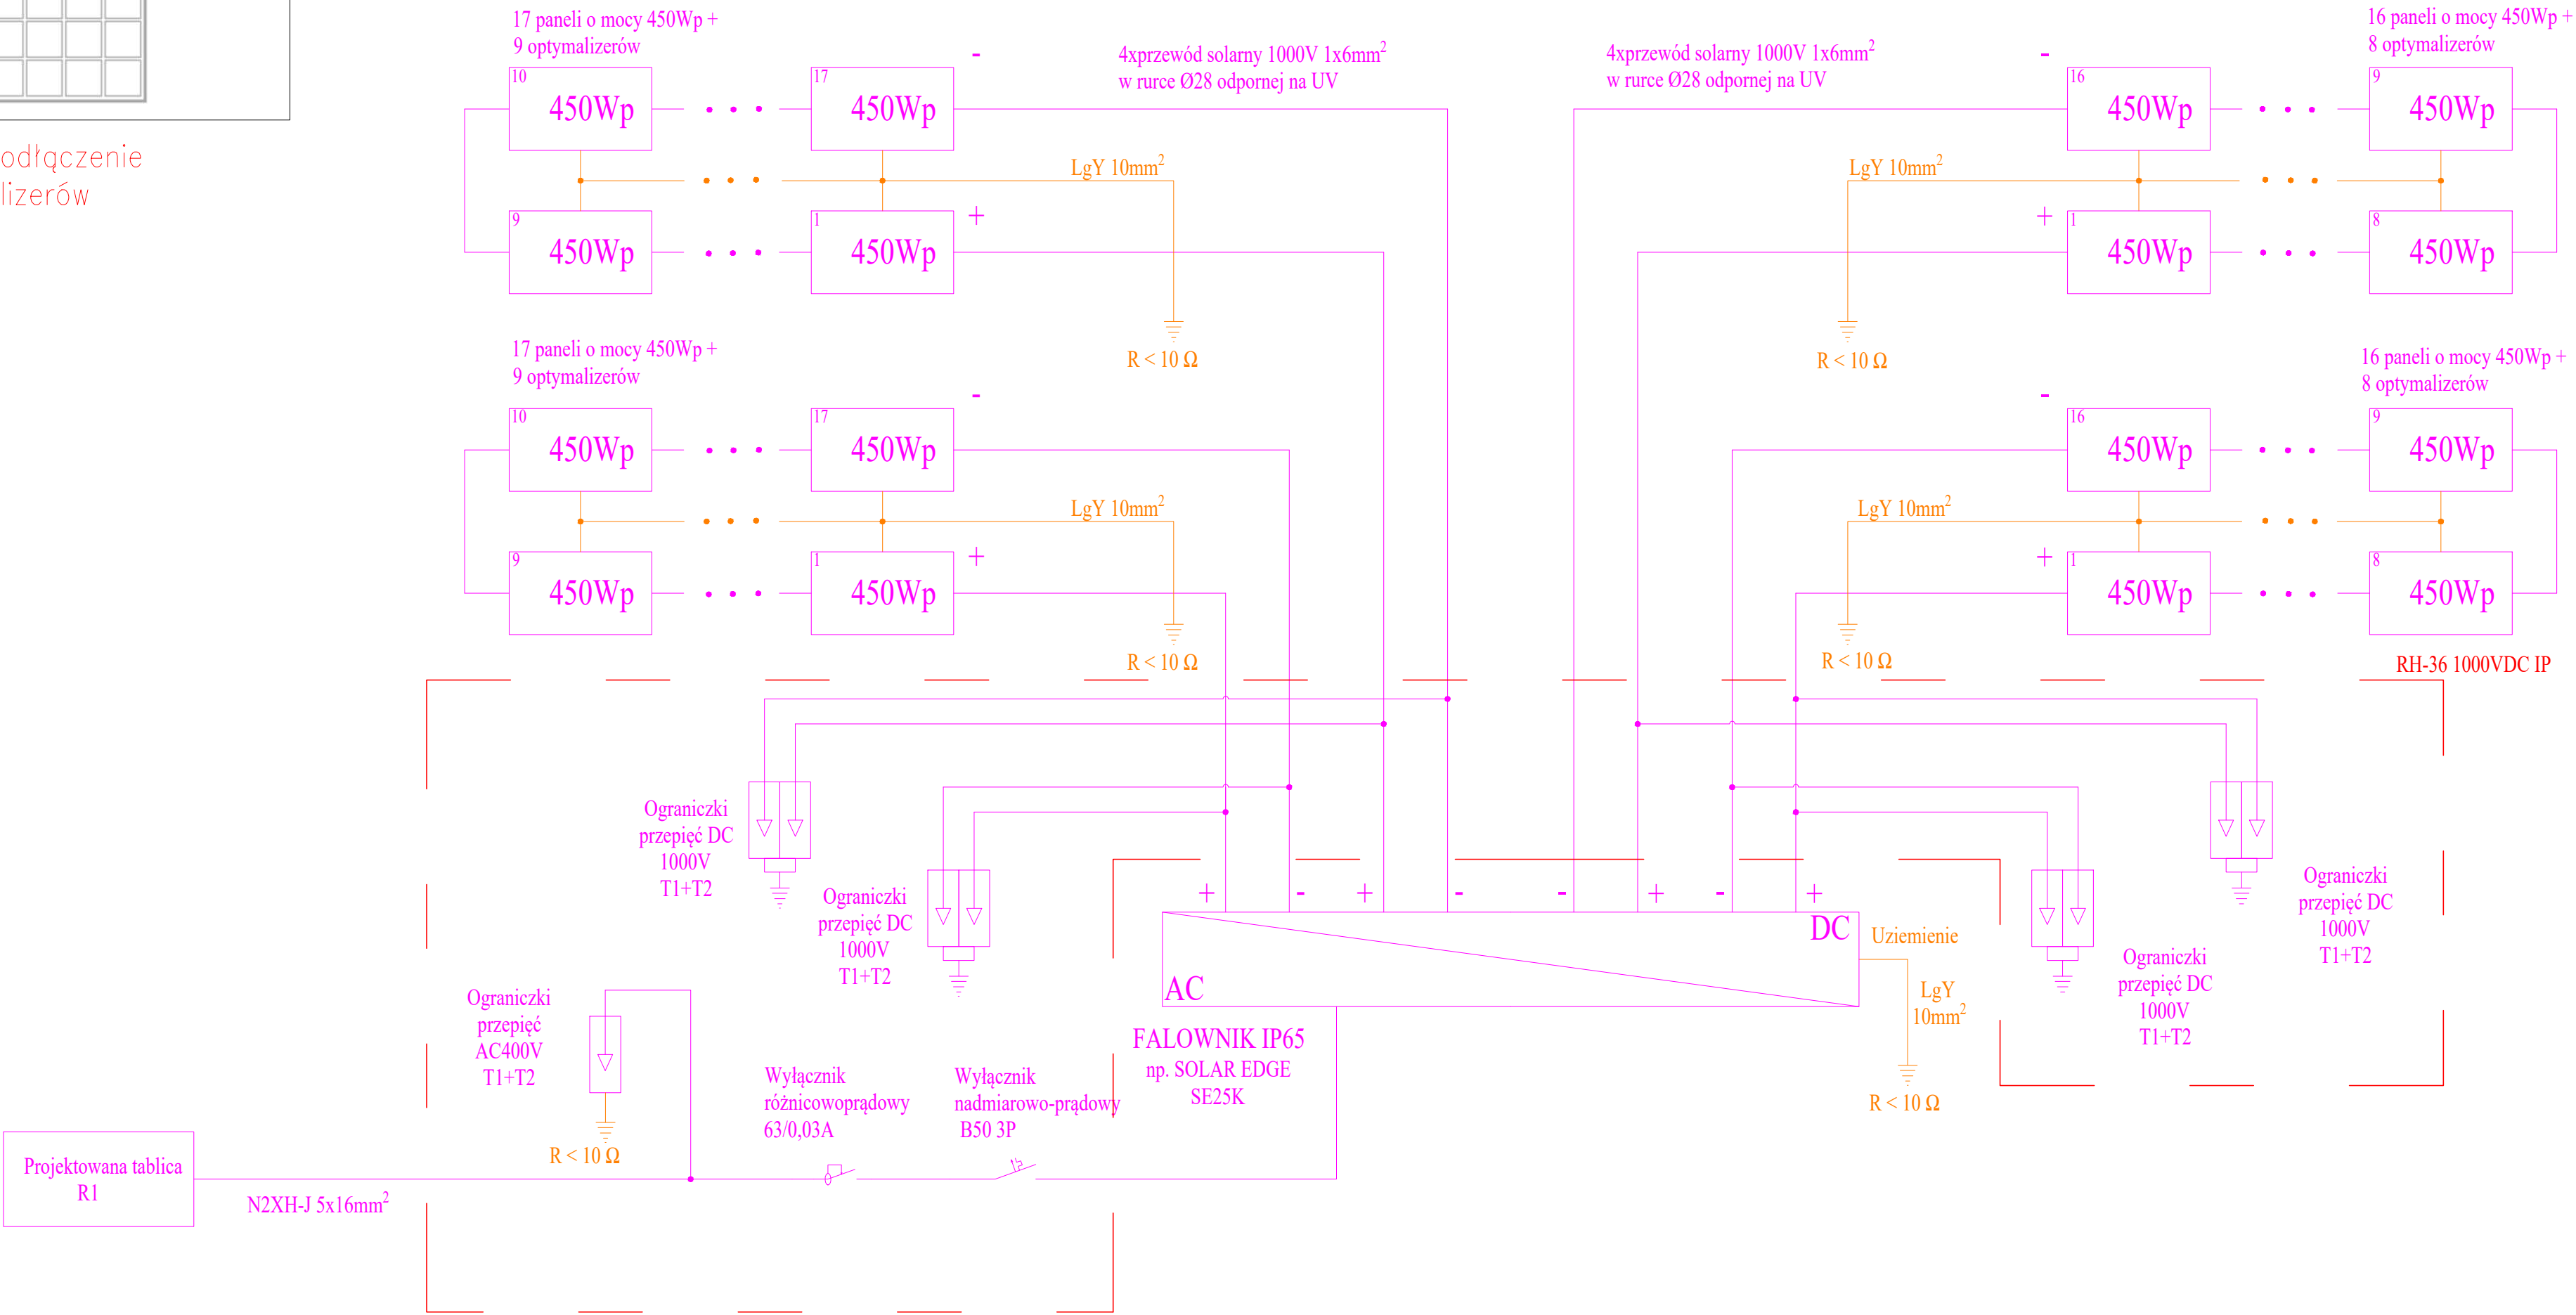 odłączenie
lizerów
17 paneli o mocy 450Wp +
9 optymalizerów
10
450Wp
17
450Wp
-
9
450Wp
1
450Wp
+
LgY 10mm²
R < 10 Ω
4xprzewód solarny 1000V 1x6mm²
w rurce Ø28 odpornej na UV
4xprzewód solarny 1000V 1x6mm²
w rurce Ø28 odpornej na UV
16 paneli o mocy 450Wp +
8 optymalizerów
-
16
450Wp
9
450Wp
+
1
450Wp
8
450Wp
LgY 10mm²
R < 10 Ω
17 paneli o mocy 450Wp +
9 optymalizerów
10
450Wp
17
450Wp
-
9
450Wp
1
450Wp
+
LgY 10mm²
R < 10 Ω
16 paneli o mocy 450Wp +
8 optymalizerów
-
16
450Wp
9
450Wp
+
1
450Wp
8
450Wp
LgY 10mm²
R < 10 Ω
RH-36 1000VDC IP
Ograniczki
przepięć DC
1000V
T1+T2
Ograniczki
przepięć DC
1000V
T1+T2
+ - + - - + - +
DC
AC
Uziemienie
LgY
10mm²
R < 10 Ω
FALOWNIK IP65
np. SOLAR EDGE
SE25K
Ograniczki
przepięć DC
1000V
T1+T2
Ograniczki
przepięć DC
1000V
T1+T2
Ograniczki
przepięć
AC400V
T1+T2
R < 10 Ω
Wyłącznik
różnicowoprądowy
63/0,03A
Wyłącznik
nadmiarowo-prądowy
B50 3P
Projektowana tablica
R1
N2XH-J 5x16mm²